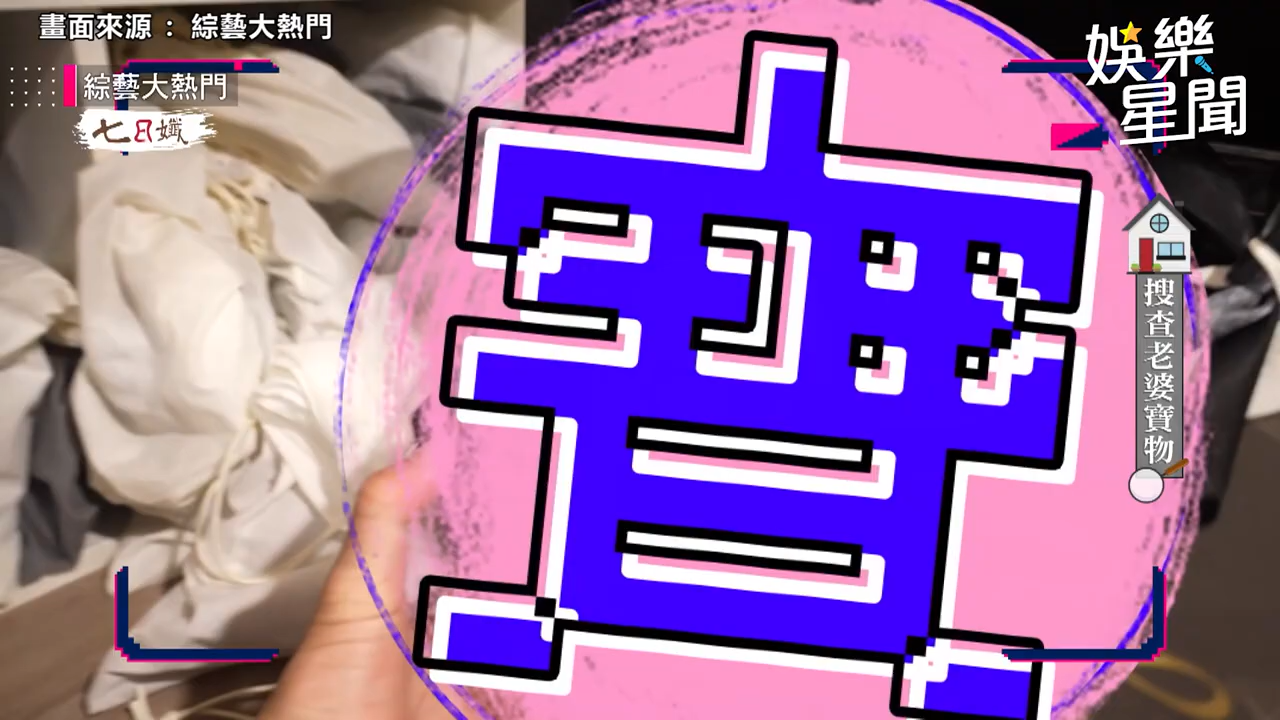 畫面來源 : 綜藝大熱門
綜藝大熱門
七日孅
娛樂
星聞
寶
搜查老婆寶物